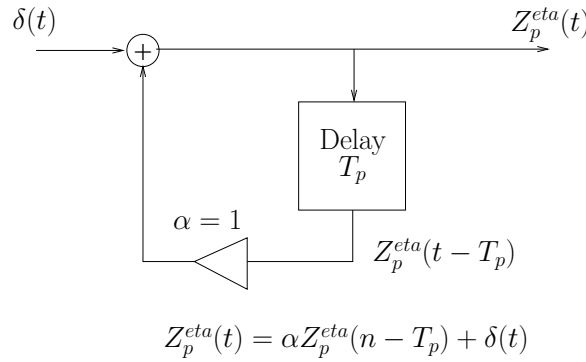 δ(t)
Z_p^{eta}(t)
+
Delay
T_p
α = 1
Z_p^{eta}(t − T_p)
Z_p^{eta}(t) = αZ_p^{eta}(n − T_p) + δ(t)